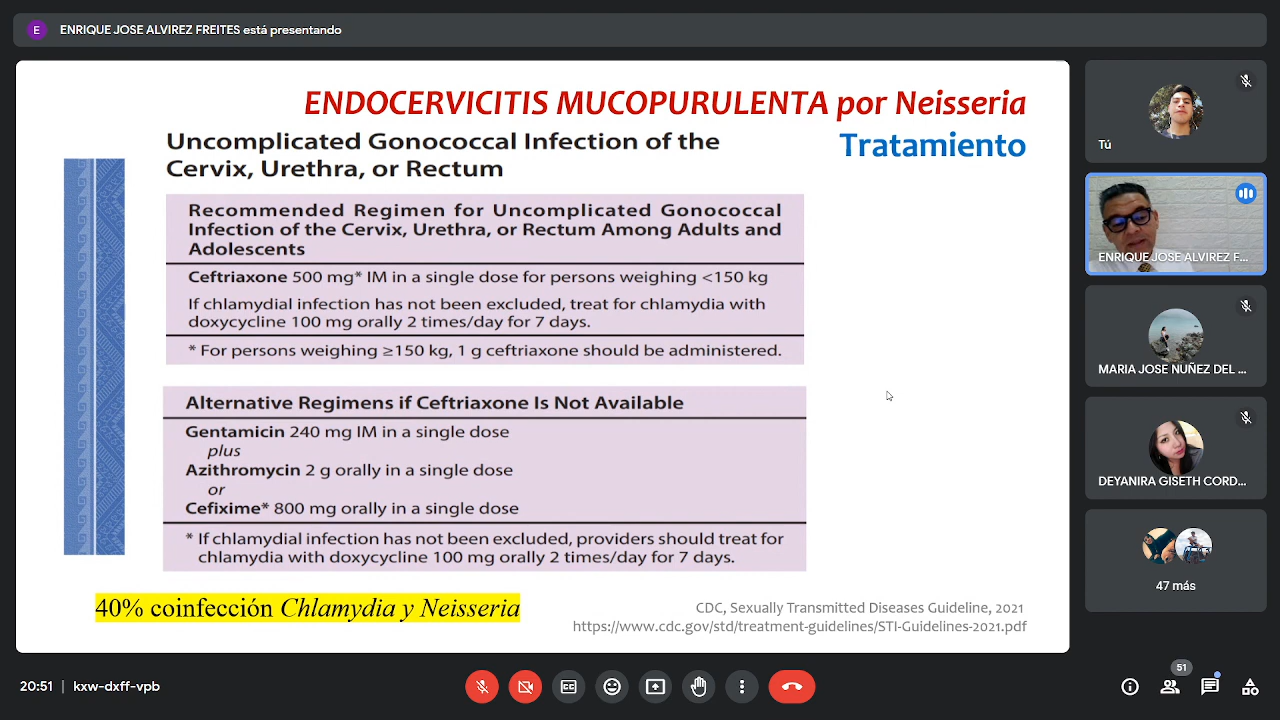 E
ENRIQUE JOSE ALVIREZ FREITES está presentando
ENDOCERVICITIS MUCOPURULENTA por Neisseria
Tratamiento
Uncomplicated Gonococcal Infection of the
Cervix, Urethra, or Rectum
Recommended Regimen for Uncomplicated Gonococcal
Infection of the Cervix, Urethra, or Rectum Among Adults and
Adolescents
Ceftriaxone 500 mg* IM in a single dose for persons weighing <150 kg
If chlamydial infection has not been excluded, treat for chlamydia with
doxycycline 100 mg orally 2 times/day for 7 days.
* For persons weighing ≥150 kg, 1 g ceftriaxone should be administered.
Alternative Regimens if Ceftriaxone Is Not Available
Gentamicin 240 mg IM in a single dose
plus
Azithromycin 2 g orally in a single dose
or
Cefixime* 800 mg orally in a single dose
* If chlamydial infection has not been excluded, providers should treat for
chlamydia with doxycycline 100 mg orally 2 times/day for 7 days.
40% coinfección Chlamydia y Neisseria
CDC, Sexually Transmitted Diseases Guideline, 2021
https://www.cdc.gov/std/treatment-guidelines/STI-Guidelines-2021.pdf
Tú
ENRIQUE JOSE ALVIREZ F...
MARIA JOSE NUÑEZ DEL ...
DEYANIRA GISETH CORD...
47 más
20:51 | kxw-dxff-vpb
51